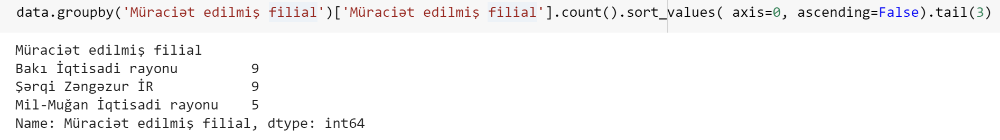 data.groupby('Müraciət edilmiş filial')['Müraciət edilmiş filial'].count().sort_values( axis=0, ascending=False).tail(3)
Müraciət edilmiş filial
Bakı İqtisadi rayonu         9
Şərqi Zəngəzur İR            9
Mil-Muğan İqtisadi rayonu    5
Name: Müraciət edilmiş filial, dtype: int64